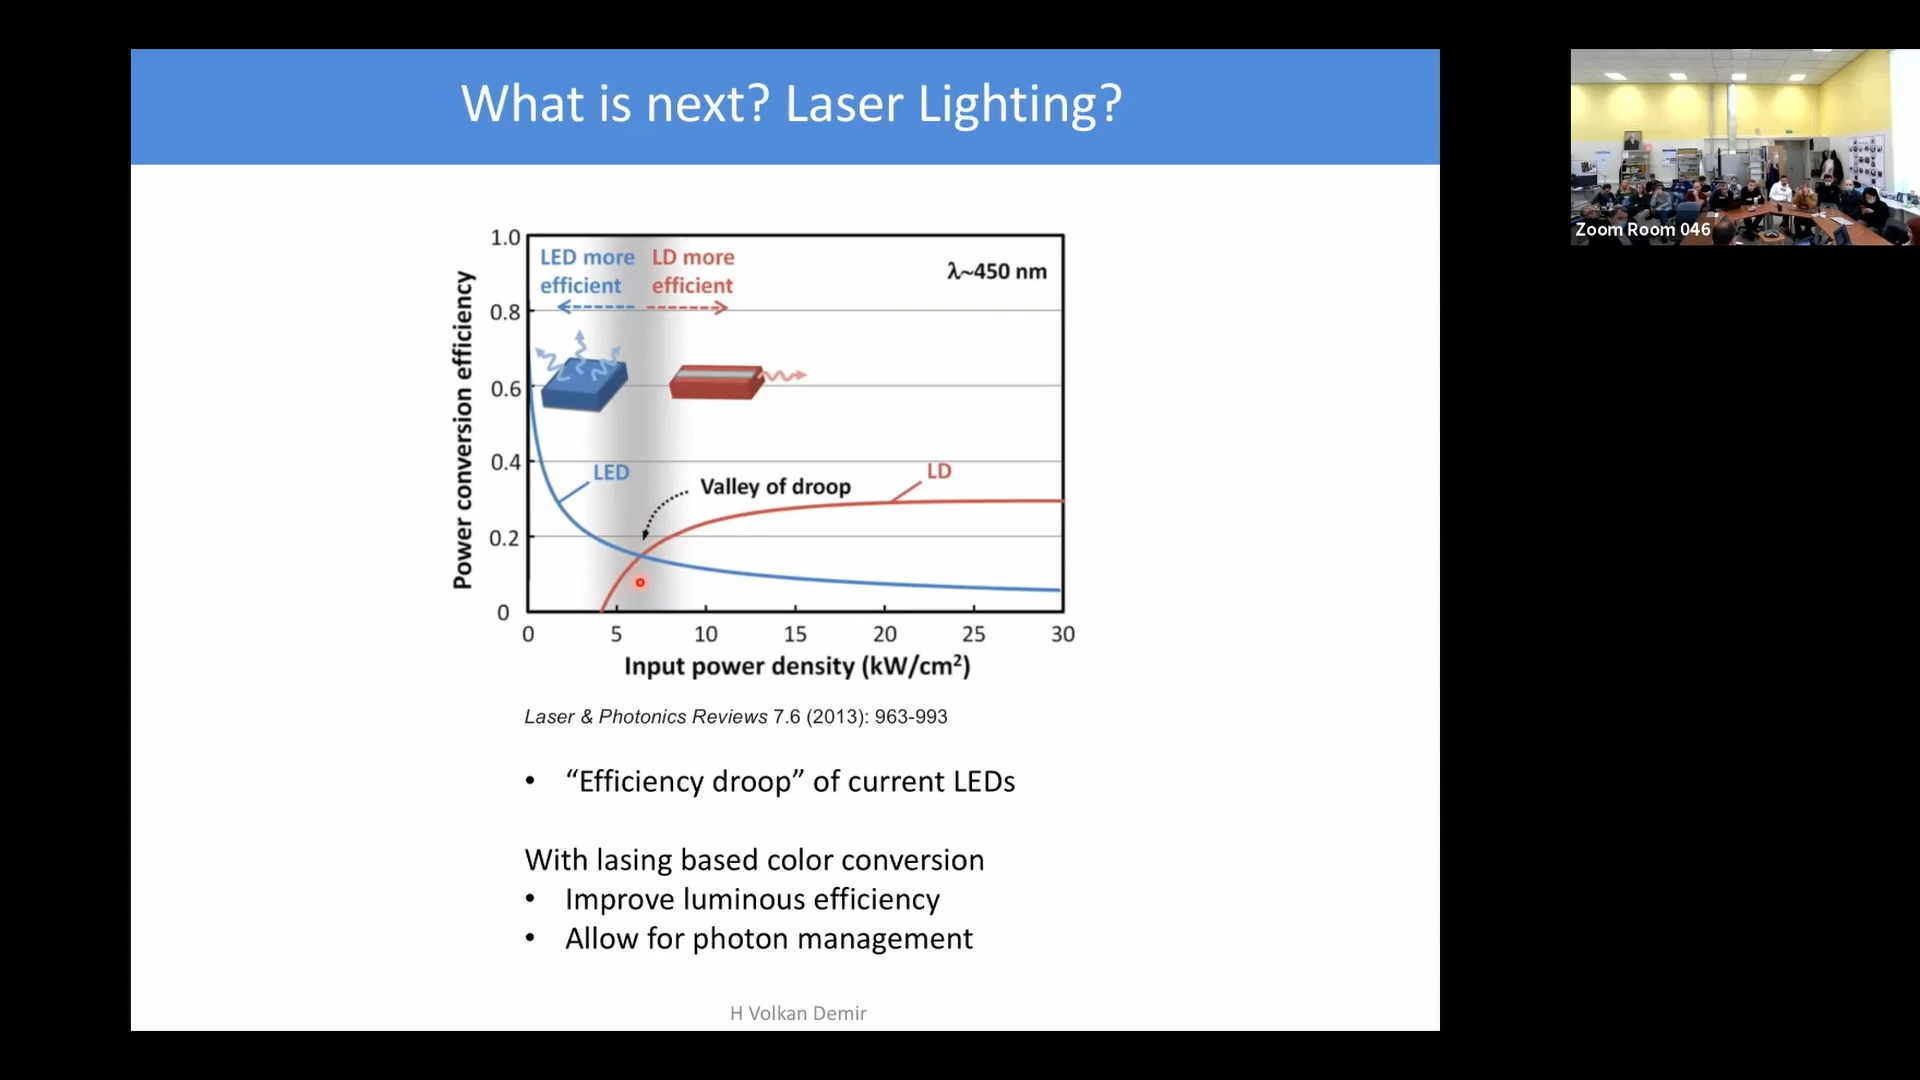 What is next? Laser Lighting?
Zoom Room 046
1.0
0.8
0.6
0.4
0.2
0
Power conversion efficiency
LED more
efficient
LD more
efficient
λ~450 nm
LED
Valley of droop
LD
0 5 10 15 20 25 30
Input power density (kW/cm²)
Laser & Photonics Reviews 7.6 (2013): 963-993
• “Efficiency droop” of current LEDs
With lasing based color conversion
• Improve luminous efficiency
• Allow for photon management
H Volkan Demir